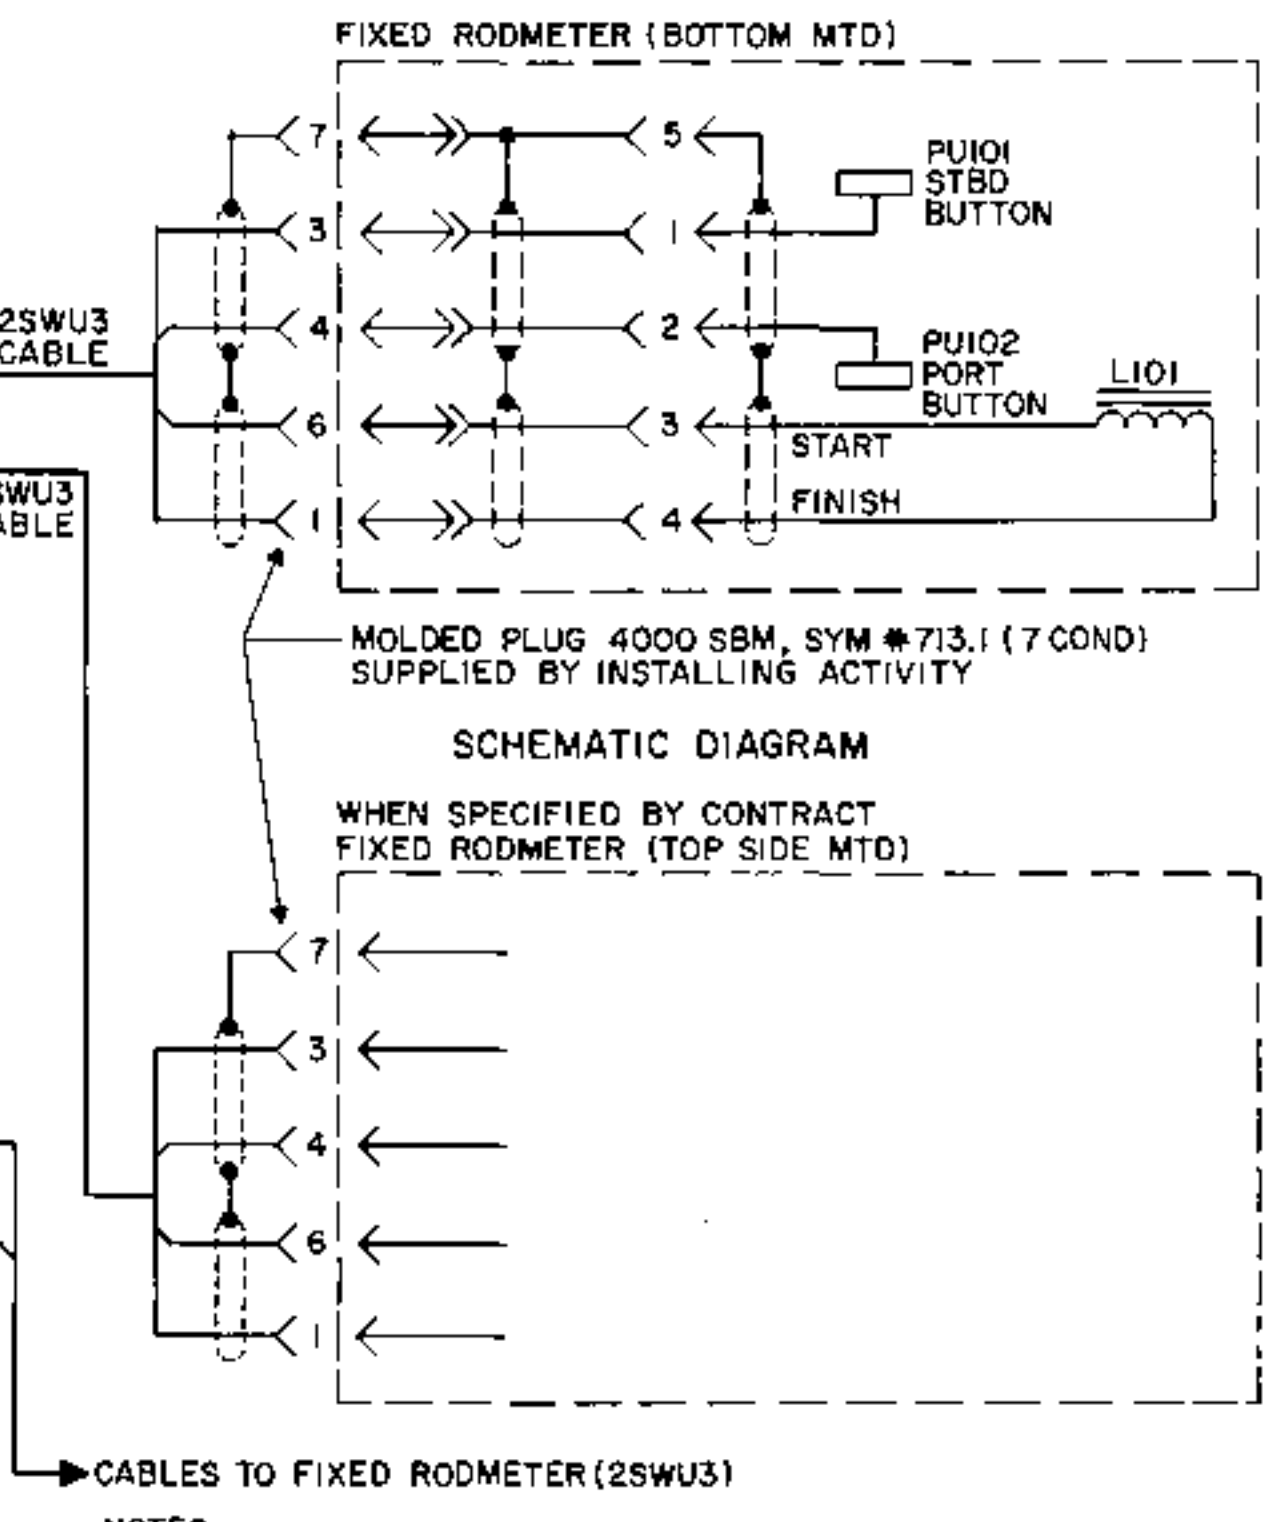 FIXED RODMETER (BOTTOM MTD)
7
5
PU101
STBD
BUTTON
3
1
2SWU3
CABLE
4
2
PU102
PORT
BUTTON
L101
6
3
START
SWU3
ABLE
1
4
FINISH
MOLDED PLUG 4000 SBM, SYM #713.1 (7 COND)
SUPPLIED BY INSTALLING ACTIVITY
SCHEMATIC DIAGRAM
WHEN SPECIFIED BY CONTRACT
FIXED RODMETER (TOP SIDE MTD)
7
3
4
6
1
CABLES TO FIXED RODMETER (2SWU3)